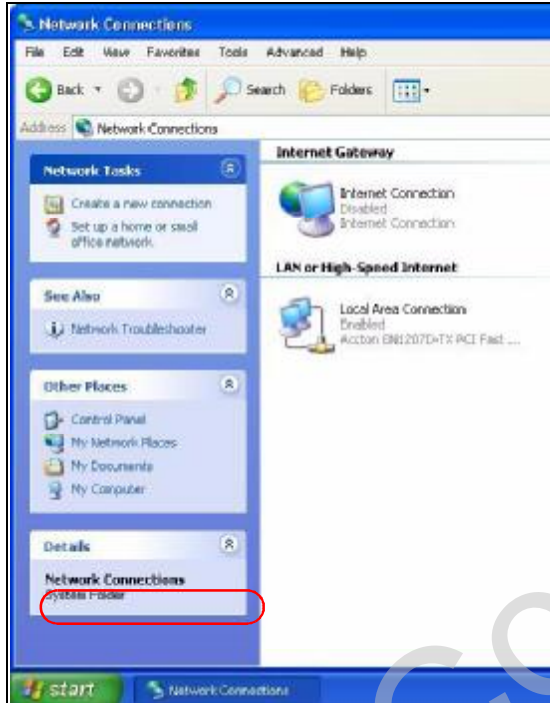 Network Connections
File Edit View Favorites Tools Advanced Help
Back Search Folders
Address Network Connections
Network Tasks
Create a new connection
Set up a home or small
office network
See Also
Network Troubleshooter
Other Places
Control Panel
My Network Places
My Documents
My Computer
Details
Network Connections
System Folder
Internet Gateway
Internet Connection
Disabled
Internet Connection
LAN or High-Speed Internet
Local Area Connection
Enabled
Accton EN1207D-TX PCI Fast ...
start Network Connections